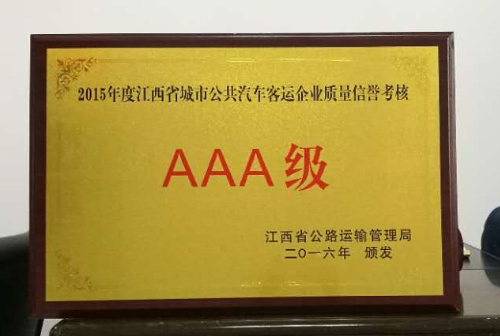 2015年度江西省城市公共汽车客运企业质量信誉考核
AAA级
江西省公路运输管理局
二O一六年 颁发